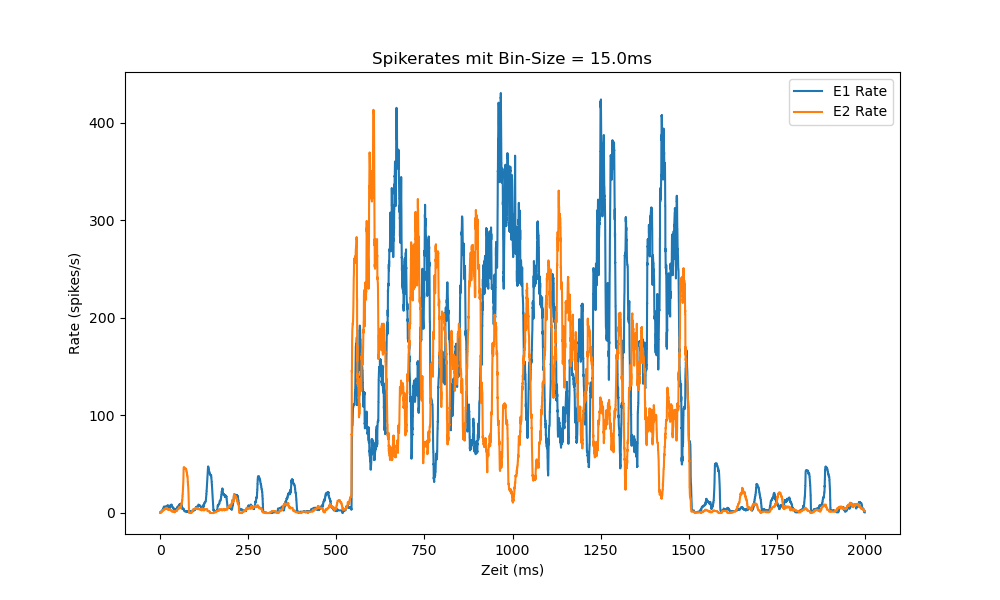 Spikerates mit Bin-Size = 15.0ms
E1 Rate
E2 Rate
Rate (spikes/s)
400
300
200
100
0
0 250 500 750 1000 1250 1500 1750 2000
Zeit (ms)